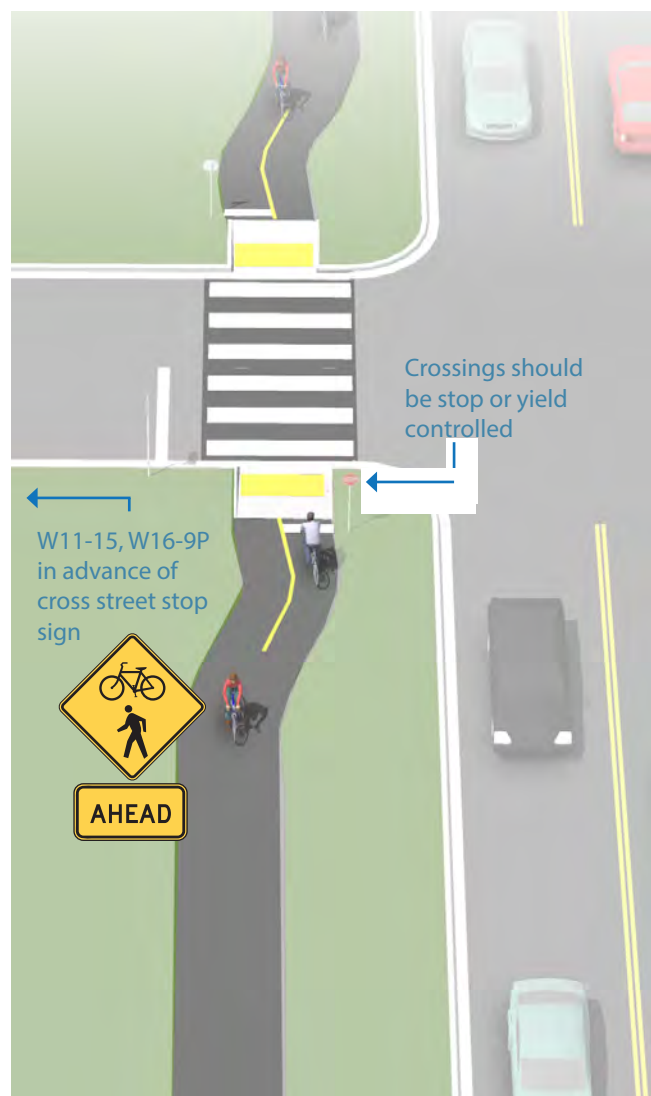 Crossings should
be stop or yield
controlled
W11-15, W16-9P
in advance of
cross street stop
sign
AHEAD